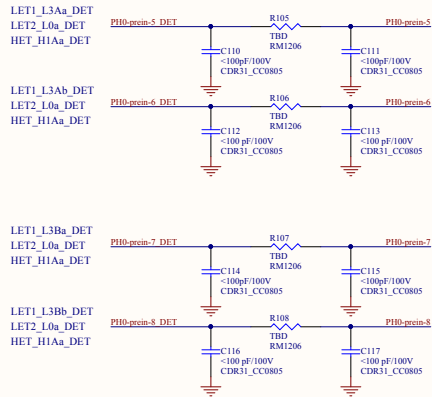 LET1_L3Aa_DET
LET2_L0a_DET
HET_H1Aa_DET
PH0-prein-5_DET
R105
TBD
RM1206
PH0-prein-5
C110
<100pF/100V
CDR31_CC0805
C111
<100pF/100V
CDR31_CC0805
LET1_L3Ab_DET
LET2_L0a_DET
HET_H1Aa_DET
PH0-prein-6_DET
R106
TBD
RM1206
PH0-prein-6
C112
<100 pF/100V
CDR31_CC0805
C113
<100 pF/100V
CDR31_CC0805
LET1_L3Ba_DET
LET2_L0a_DET
HET_H1Aa_DET
PH0-prein-7_DET
R107
TBD
RM1206
PH0-prein-7
C114
<100pF/100V
CDR31_CC0805
C115
<100pF/100V
CDR31_CC0805
LET1_L3Bb_DET
LET2_L0a_DET
HET_H1Aa_DET
PH0-prein-8_DET
R108
TBD
RM1206
PH0-prein-8
C116
<100 pF/100V
CDR31_CC0805
C117
<100 pF/100V
CDR31_CC0805